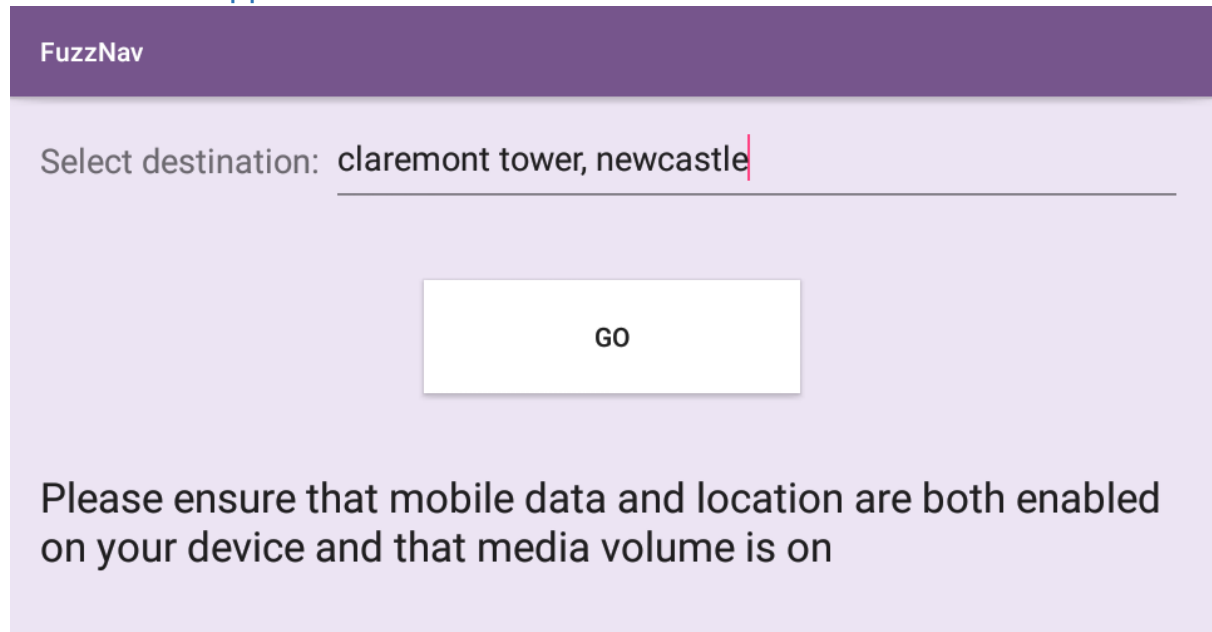 FuzzNav
Select destination: claremont tower, newcastle
GO
Please ensure that mobile data and location are both enabled
on your device and that media volume is on